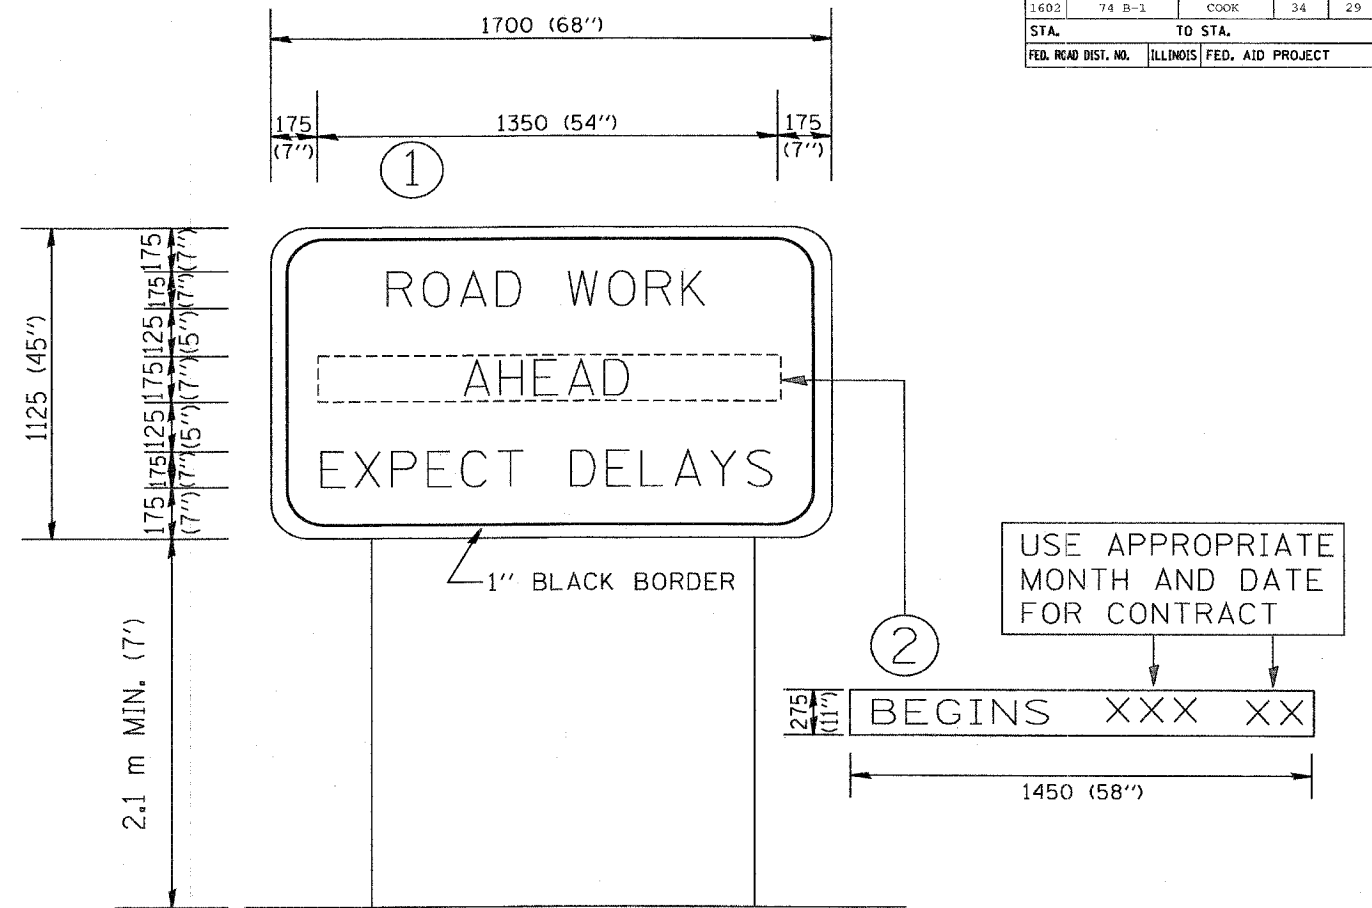 1602 74 B-1 COOK 34 29
STA. TO STA.
FED. ROAD DIST. NO. ILLINOIS FED. AID PROJECT
1700 (68'')
175 1350 (54'') 175
(7'') (7'')
1
1125 (45'')
175 (7'')
175 (7'')
125 (5'')
175 (7'')
125 (5'')
175 (7'')
175 (7'')
ROAD WORK
AHEAD
EXPECT DELAYS
1'' BLACK BORDER
2.1 m MIN. (7')
USE APPROPRIATE
MONTH AND DATE
FOR CONTRACT
2
275 (11'')
BEGINS XXX XX
1450 (58'')